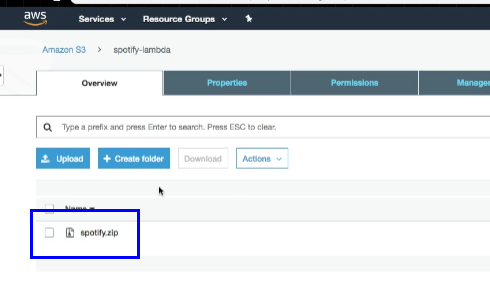 aws
Services
Resource Groups
Amazon S3 > spotify-lambda
Overview
Properties
Permissions
Manage
Type a prefix and press Enter to search. Press ESC to clear.
Upload
+ Create folder
Download
Actions
Name
spotify.zip